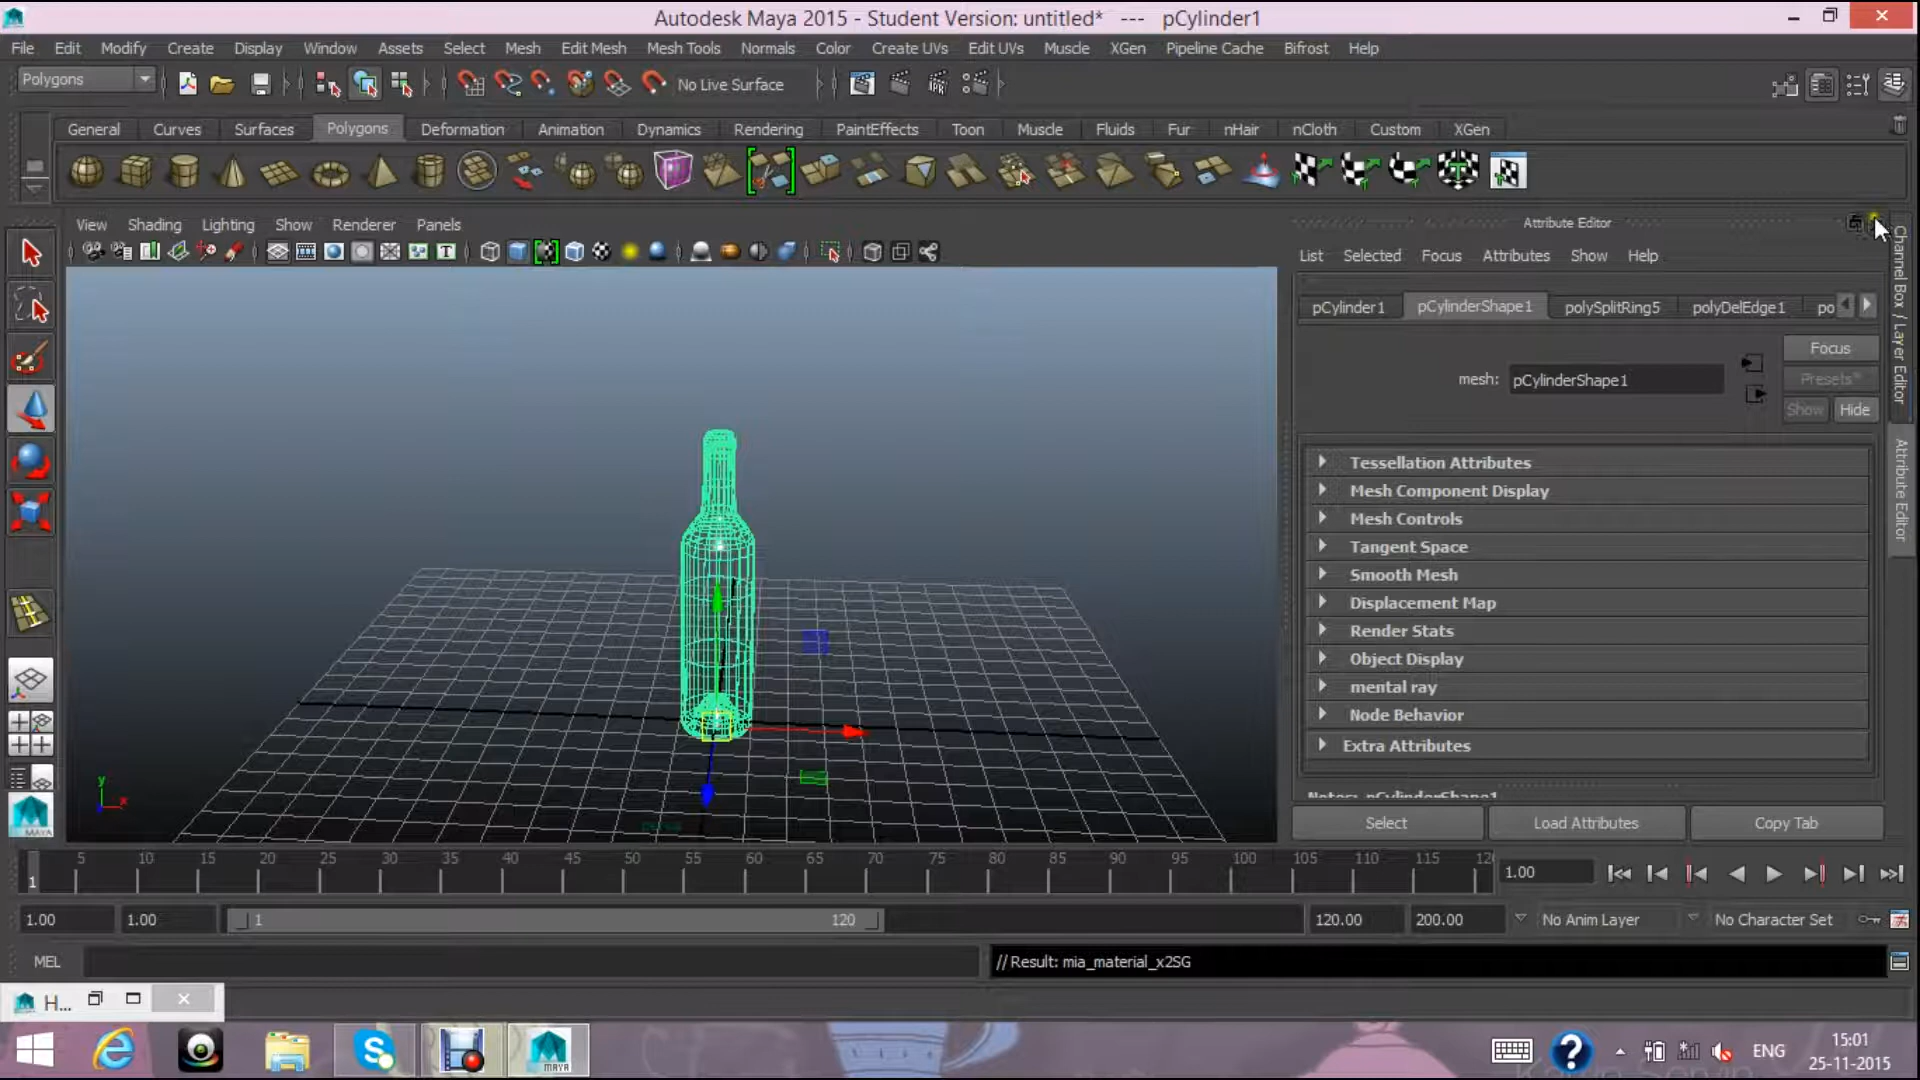 Autodesk Maya 2015 - Student Version: untitled* --- pCylinder1
File Edit Modify Create Display Window Assets Select Mesh Edit Mesh Mesh Tools Normals Color Create UVs Edit UVs Muscle XGen Pipeline Cache Bifrost Help
Polygons No Live Surface
General Curves Surfaces Polygons Deformation Animation Dynamics Rendering PaintEffects Toon Muscle Fluids Fur nHair nCloth Custom XGen
View Shading Lighting Show Renderer Panels
Attribute Editor
List Selected Focus Attributes Show Help
pCylinder1 pCylinderShape1 polySplitRing5 polyDelEdge1 po
Focus
mesh: pCylinderShape1
Presets*
Show Hide
Tessellation Attributes
Mesh Component Display
Mesh Controls
Tangent Space
Smooth Mesh
Displacement Map
Render Stats
Object Display
mental ray
Node Behavior
Extra Attributes
Notes: pCylinderShape1
Select Load Attributes Copy Tab
Channel Box / Layer Editor
Attribute Editor
y
x
MAYA
5 10 15 20 25 30 35 40 45 50 55 60 65 70 75 80 85 90 95 100 105 110 115 12
1
1.00
1.00 1.00 1 120 120.00 200.00 No Anim Layer No Character Set
MEL // Result: mia_material_x2SG
H...
MAYA
ENG
15:01
25-11-2015